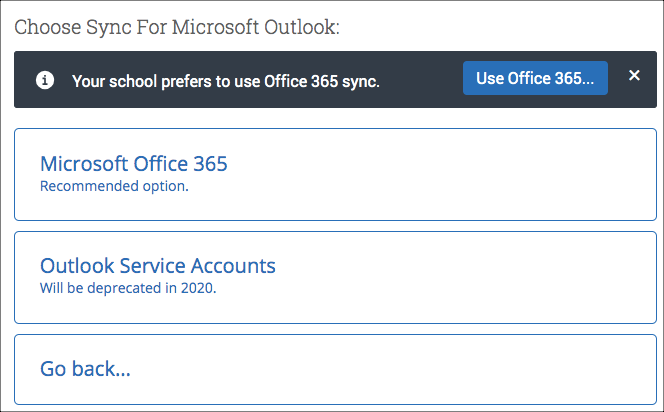 Choose Sync For Microsoft Outlook:
Your school prefers to use Office 365 sync.
Use Office 365...
Microsoft Office 365
Recommended option.
Outlook Service Accounts
Will be deprecated in 2020.
Go back...